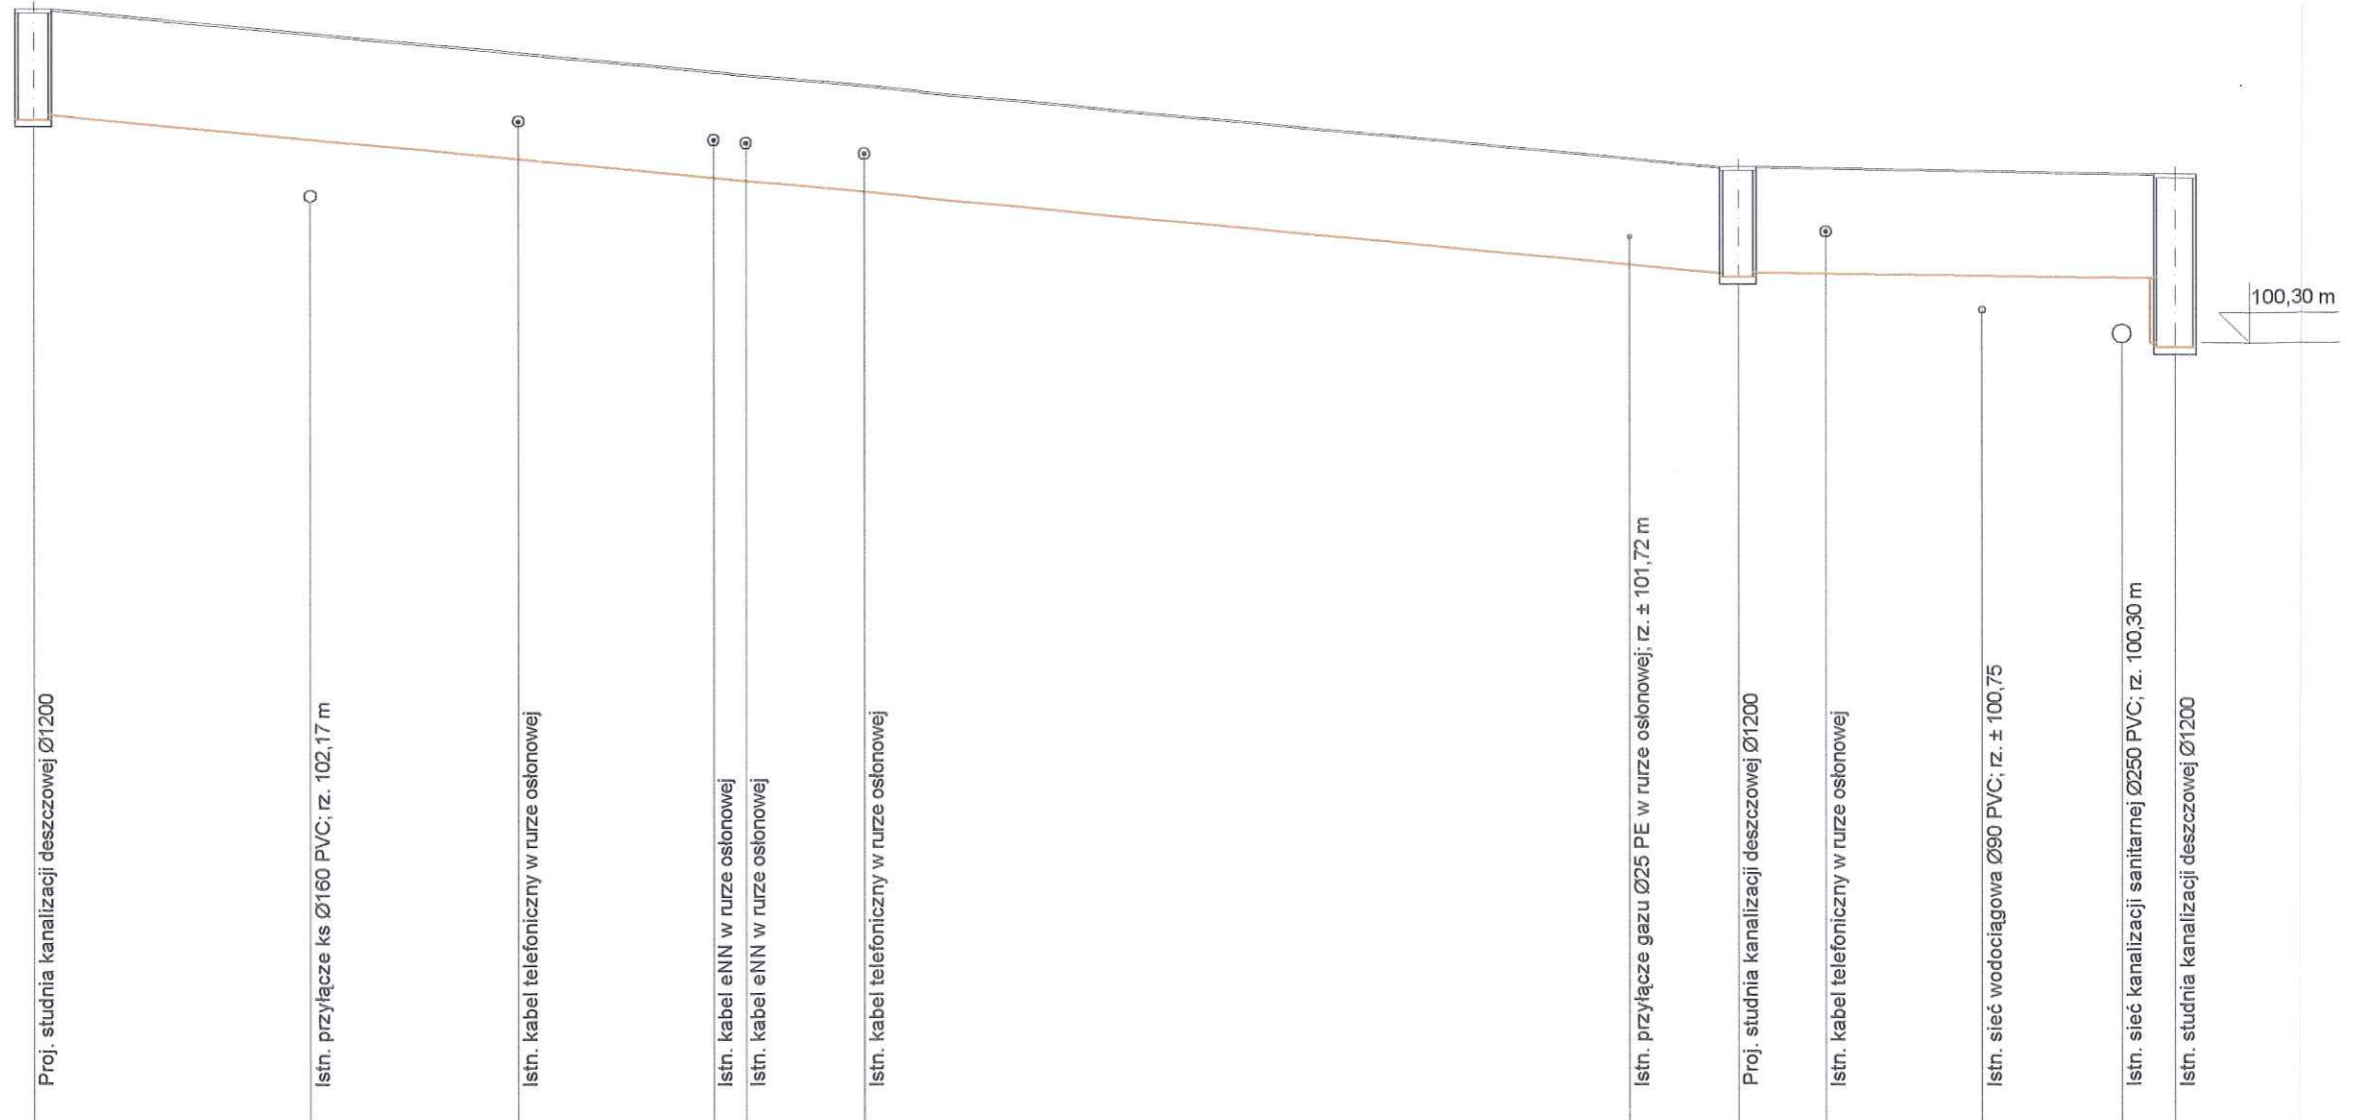 100,30 m
Proj. studnia kanalizacji deszczowej Ø1200
Istn. przyłącze ks Ø160 PVC; rz. 102,17 m
Istn. kabel telefoniczny w rurze osłonowej
Istn. kabel eNN w rurze osłonowej
Istn. kabel eNN w rurze osłonowej
Istn. kabel telefoniczny w rurze osłonowej
Istn. przyłącze gazu Ø25 PE w rurze osłonowej; rz. ± 101,72 m
Proj. studnia kanalizacji deszczowej Ø1200
Istn. kabel telefoniczny w rurze osłonowej
Istn. sieć wodociągowa Ø90 PVC; rz. ± 100,75
Istn. sieć kanalizacji sanitarnej Ø250 PVC; rz. 100,30 m
Istn. studnia kanalizacji deszczowej Ø1200